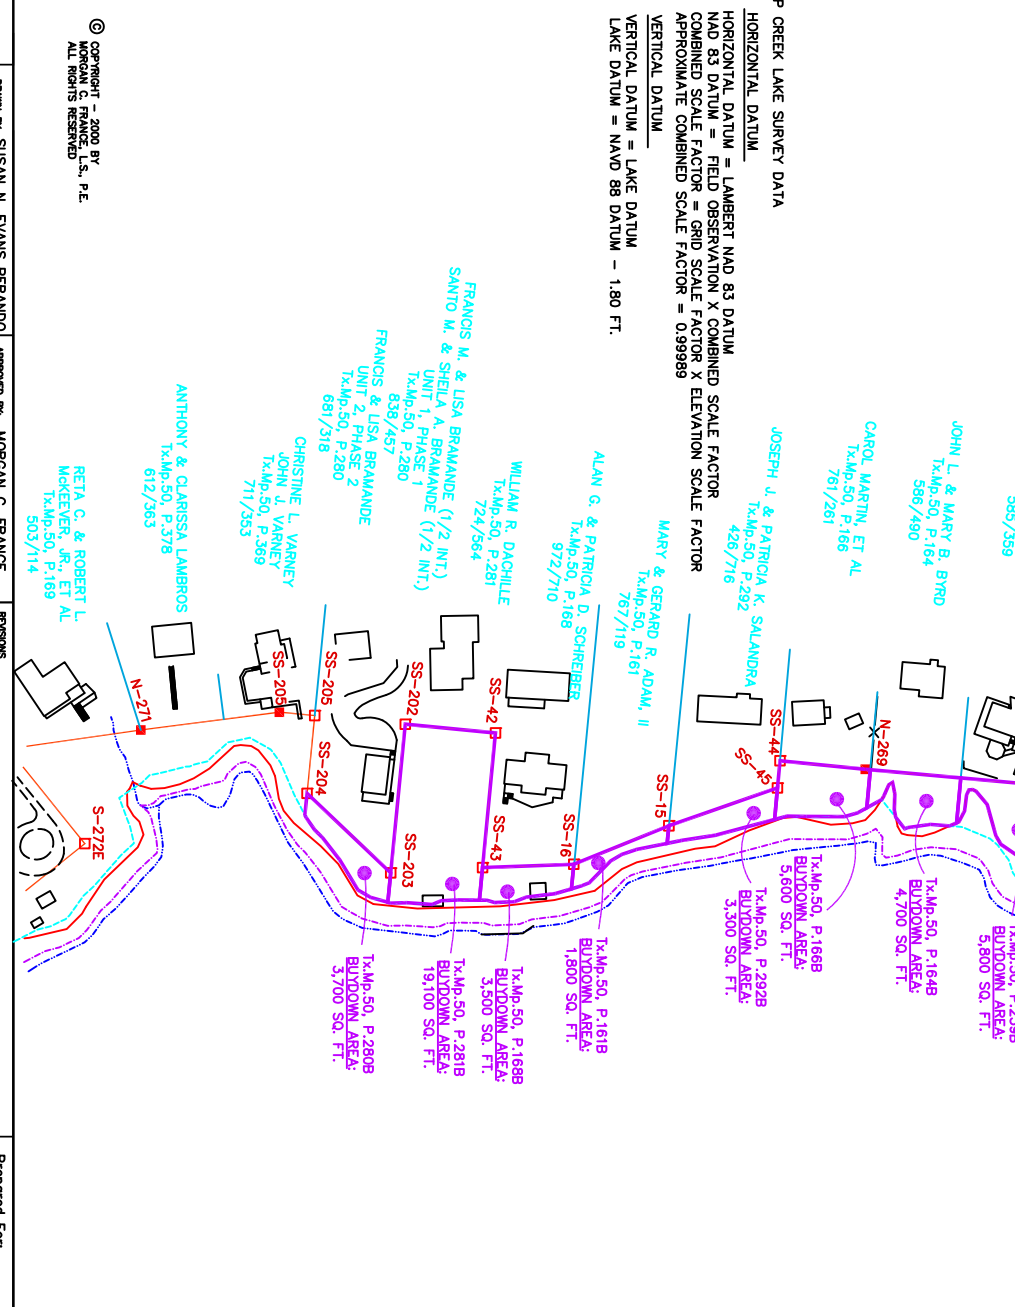 P CREEK LAKE SURVEY DATA
HORIZONTAL DATUM
HORIZONTAL DATUM = LAMBERT NAD 83 DATUM
NAD 83 DATUM = FIELD OBSERVATION X COMBINED SCALE FACTOR
COMBINED SCALE FACTOR = GRID SCALE FACTOR X ELEVATION SCALE FACTOR
APPROXIMATE COMBINED SCALE FACTOR = 0.99989
VERTICAL DATUM
VERTICAL DATUM = LAKE DATUM
LAKE DATUM = NAVD 88 DATUM - 1.80 FT.
© COPYRIGHT - 2000 BY
MORGAN C. FRANCE, L.S., P.E.
ALL RIGHTS RESERVED
585/359
JOHN L. & MARY B. BYRD
Tx.Mp.50, P.164
586/490
CAROL MARTIN, ET AL
Tx.Mp.50, P.166
761/261
JOSEPH J. & PATRICIA K. SALANDRA
Tx.Mp.50, P.292
426/716
MARY & GERARD R. ADAM, II
Tx.Mp.50, P.161
767/119
ALAN G. & PATRICIA D. SCHREIBER
Tx.Mp.50, P.168
972/710
WILLIAM R. DACHILLE
Tx.Mp.50, P.281
724/564
FRANCIS M. & LISA BRAMANDE (1/2 INT.)
SANTO M. & SHEILA A. BRAMANDE (1/2 INT.)
UNIT 1, PHASE 1
Tx.Mp.50, P.280
838/457
FRANCIS & LISA BRAMANDE
UNIT 2, PHASE 2
Tx.Mp.50, P.280
681/318
CHRISTINE L. VARNEY
JOHN J. VARNEY
Tx.Mp.50, P.369
711/353
ANTHONY & CLARISSA LAMBROS
Tx.Mp.50, P.378
612/363
RETA C. & ROBERT L.
McKEEVER, JR., ET AL
Tx.Mp.50, P.169
503/114
N-269
SS-44
SS-45
SS-15
SS-16
SS-42
SS-43
SS-202
SS-203
SS-205
SS-204
SS-205
N-271
S-272E
BUYDOWN AREA:
5,800 SQ. FT.
Tx.Mp.50, P.164B
BUYDOWN AREA:
4,700 SQ. FT.
Tx.Mp.50, P.166B
BUYDOWN AREA:
5,600 SQ. FT.
Tx.Mp.50, P.292B
BUYDOWN AREA:
3,300 SQ. FT.
Tx.Mp.50, P.161B
BUYDOWN AREA:
1,800 SQ. FT.
Tx.Mp.50, P.168B
BUYDOWN AREA:
3,500 SQ. FT.
Tx.Mp.50, P.281B
BUYDOWN AREA:
19,100 SQ. FT.
Tx.Mp.50, P.280B
BUYDOWN AREA:
3,700 SQ. FT.
SUSAN N. EVANS PERANDO
APPROVED BY: MORGAN C. FRANCE
REVISIONS
Prepared For: